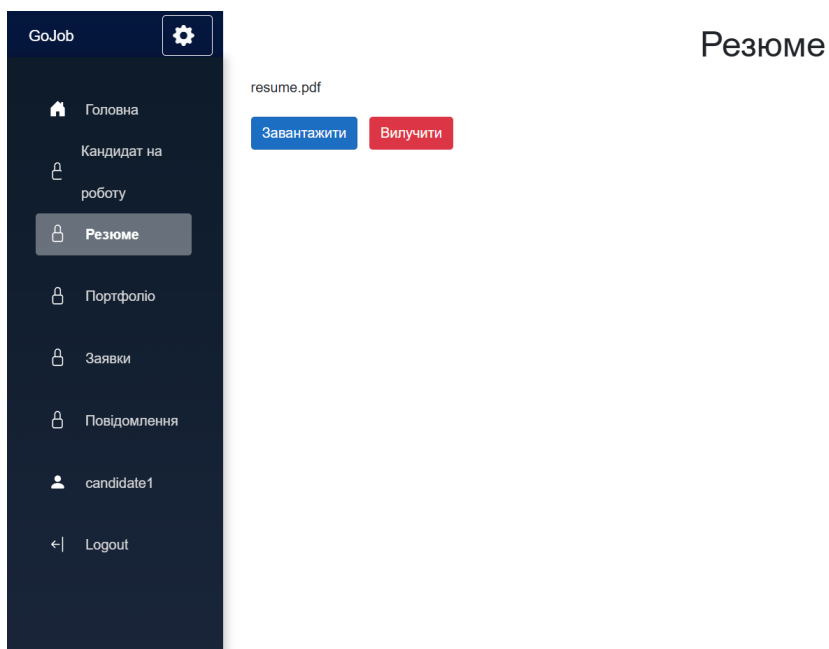 GoJob
Головна
Кандидат на
роботу
Резюме
Портфоліо
Заявки
Повідомлення
candidate1
Logout
Резюме
resume.pdf
Завантажити Вилучити